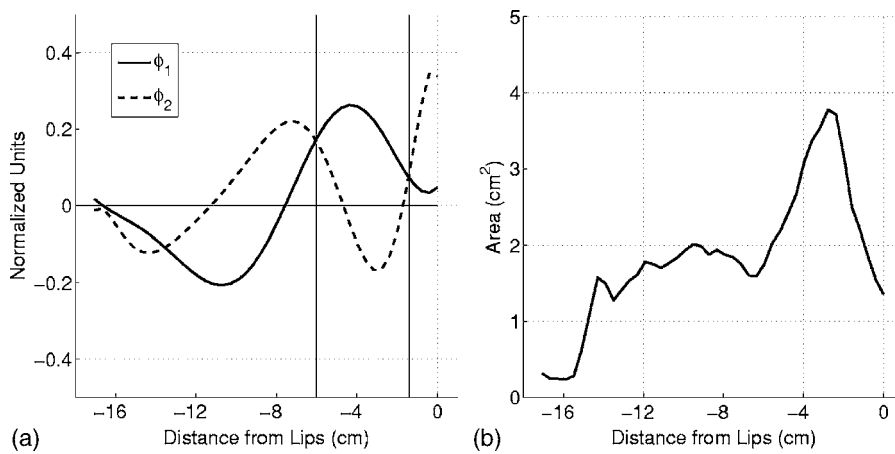 0.4
0.2
0
−0.2
−0.4
Normalized Units
ϕ1
ϕ2
−16
−12
−8
−4
0
(a)
Distance from Lips (cm)
5
4
3
2
1
0
Area (cm²)
−16
−12
−8
−4
0
(b)
Distance from Lips (cm)